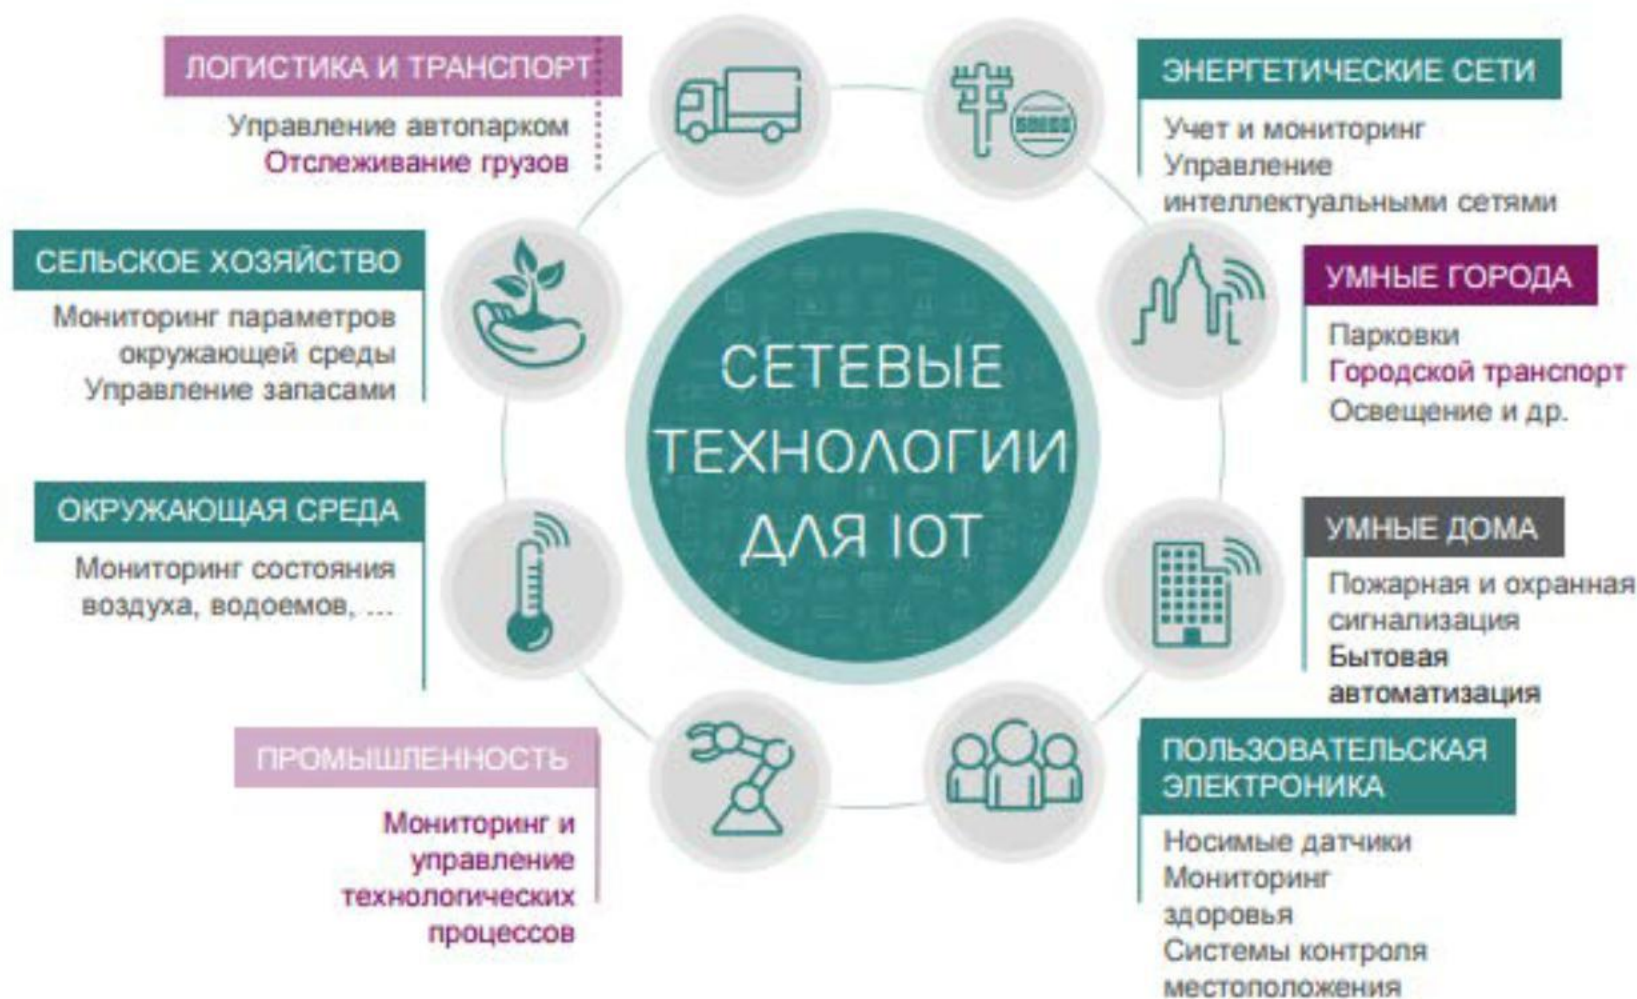 ЛОГИСТИКА И ТРАНСПОРТ
Управление автопарком
Отслеживание грузов
СЕЛЬСКОЕ ХОЗЯЙСТВО
Мониторинг параметров
окружающей среды
Управление запасами
ОКРУЖАЮЩАЯ СРЕДА
Мониторинг состояния
воздуха, водоемов, ...
ПРОМЫШЛЕННОСТЬ
Мониторинг и
управление
технологических
процессов
СЕТЕВЫЕ
ТЕХНОЛОГИИ
ДЛЯ IOT
ЭНЕРГЕТИЧЕСКИЕ СЕТИ
Учет и мониторинг
Управление
интеллектуальными сетями
УМНЫЕ ГОРОДА
Парковки
Городской транспорт
Освещение и др.
УМНЫЕ ДОМА
Пожарная и охранная
сигнализация
Бытовая
автоматизация
ПОЛЬЗОВАТЕЛЬСКАЯ
ЭЛЕКТРОНИКА
Носимые датчики
Мониторинг
здоровья
Системы контроля
местоположения